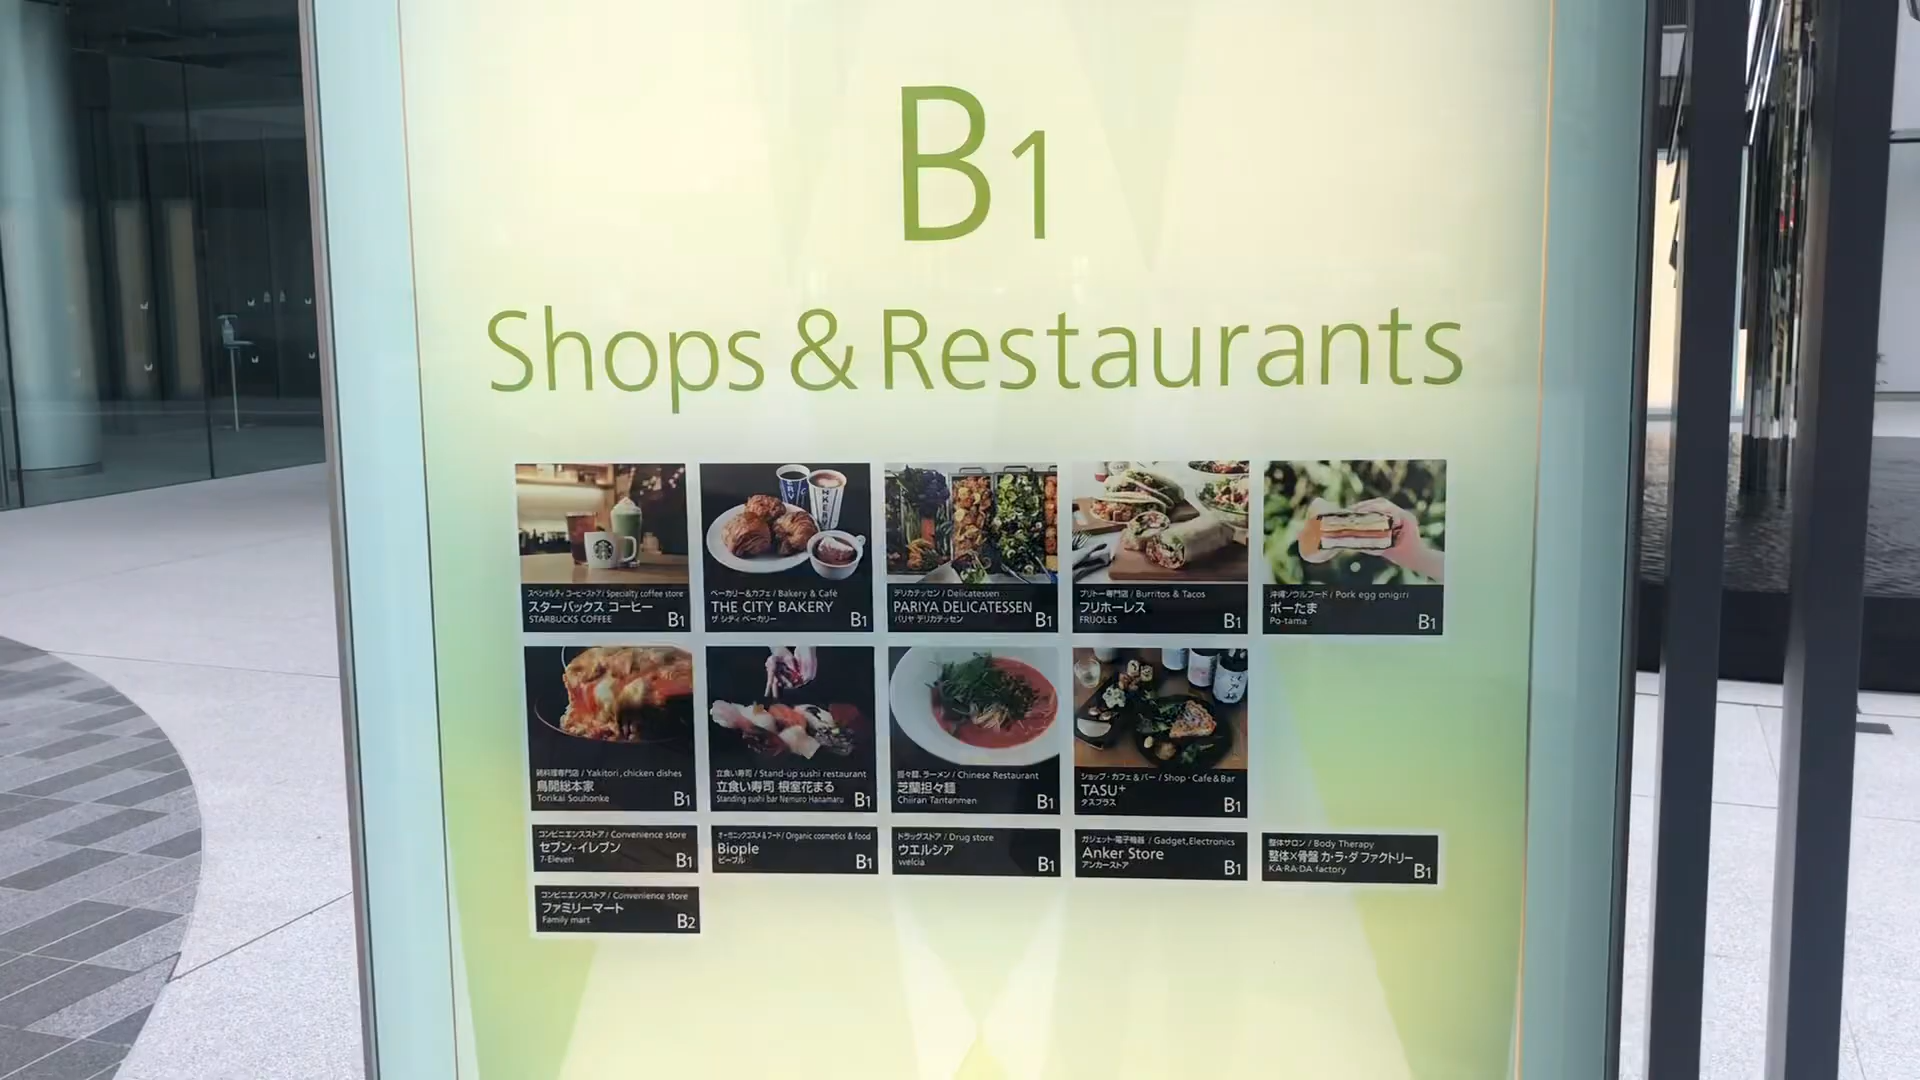 B1
Shops & Restaurants
スペシャルティ コーヒーストア / Specialty coffee store
スターバックス コーヒー
STARBUCKS COFFEE
B1
ベーカリー&カフェ / Bakery & Café
THE CITY BAKERY
ザ シティ ベーカリー
B1
デリカテッセン / Delicatessen
PARIYA DELICATESSEN
パリヤ デリカテッセン
B1
ブリトー専門店 / Burritos & Tacos
フリホーレス
FRIJOLES
B1
沖縄ソウルフード / Pork egg onigiri
ポーたま
Po-tama
B1
鶏料理専門店 / Yakitori, chicken dishes
鳥開総本家
Torikai Souhonke
B1
立食い寿司 / Stand-up sushi restaurant
立食い寿司 根室花まる
Standing sushi bar Nemuro Hanamaru
B1
担々麺、ラーメン / Chinese Restaurant
芝蘭担々麺
Chiiran Tantanmen
B1
ショップ・カフェ&バー / Shop・Cafe&Bar
TASU+
タスプラス
B1
コンビニエンスストア / Convenience store
セブン-イレブン
7-Eleven
B1
オーガニックコスメ&フード / Organic cosmetics & food
Biople
ビープル
B1
ドラッグストア / Drug store
ウエルシア
welcia
B1
ガジェット・電子機器 / Gadget,Electronics
Anker Store
アンカーストア
B1
整体サロン / Body Therapy
整体×骨盤 カ・ラ・ダ ファクトリー
KA・RA・DA factory
B1
コンビニエンスストア / Convenience store
ファミリーマート
Family mart
B2